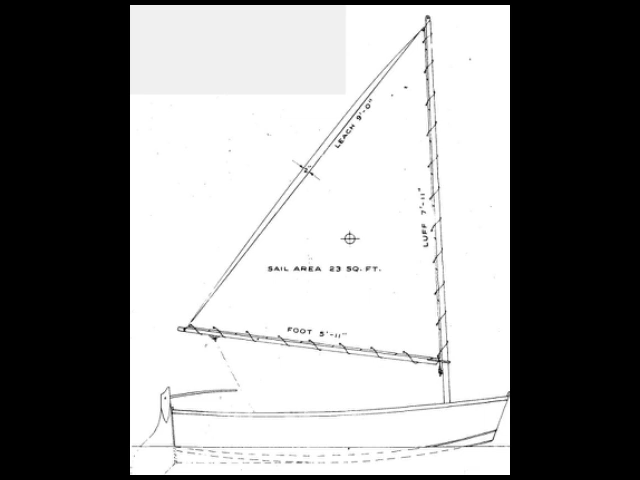 LEACH 9'-0"
LUFF 7'-11"
SAIL AREA 23 SQ. FT.
FOOT 5'-11"